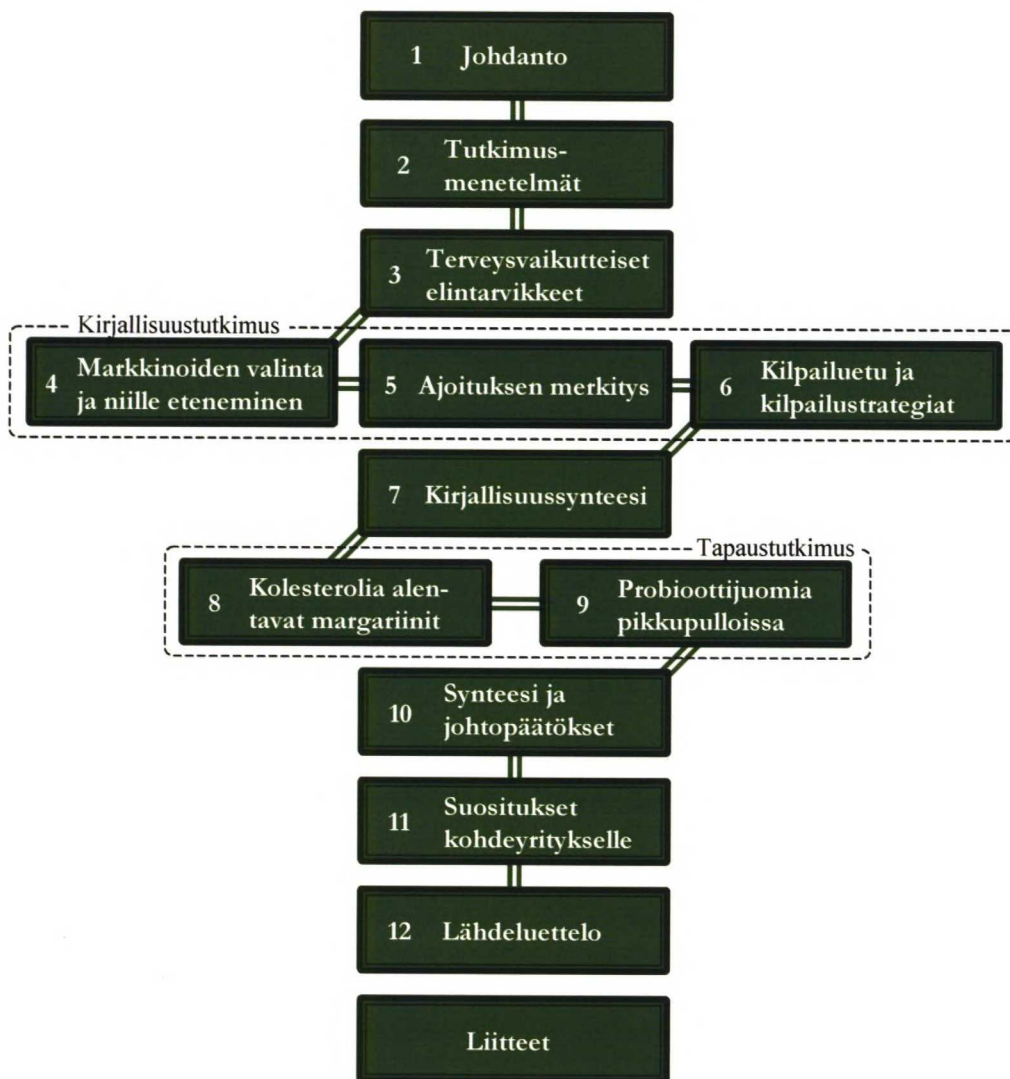 1 Johdanto
2 Tutkimus-
menetelmät
3 Terveysvaikutteiset
elintarvikkeet
Kirjallisuustutkimus
4 Markkinoiden valinta
ja niille eteneminen
5 Ajoituksen merkitys
6 Kilpailuetu ja
kilpailustrategiat
7 Kirjallisuussynteesi
Tapaustutkimus
8 Kolesterolia alen-
tavat margariinit
9 Probioottijuomia
pikkupulloissa
10 Synteesi ja
johtopäätökset
11 Suositukset
kohdeyritykselle
12 Lähdeluettelo
Liitteet